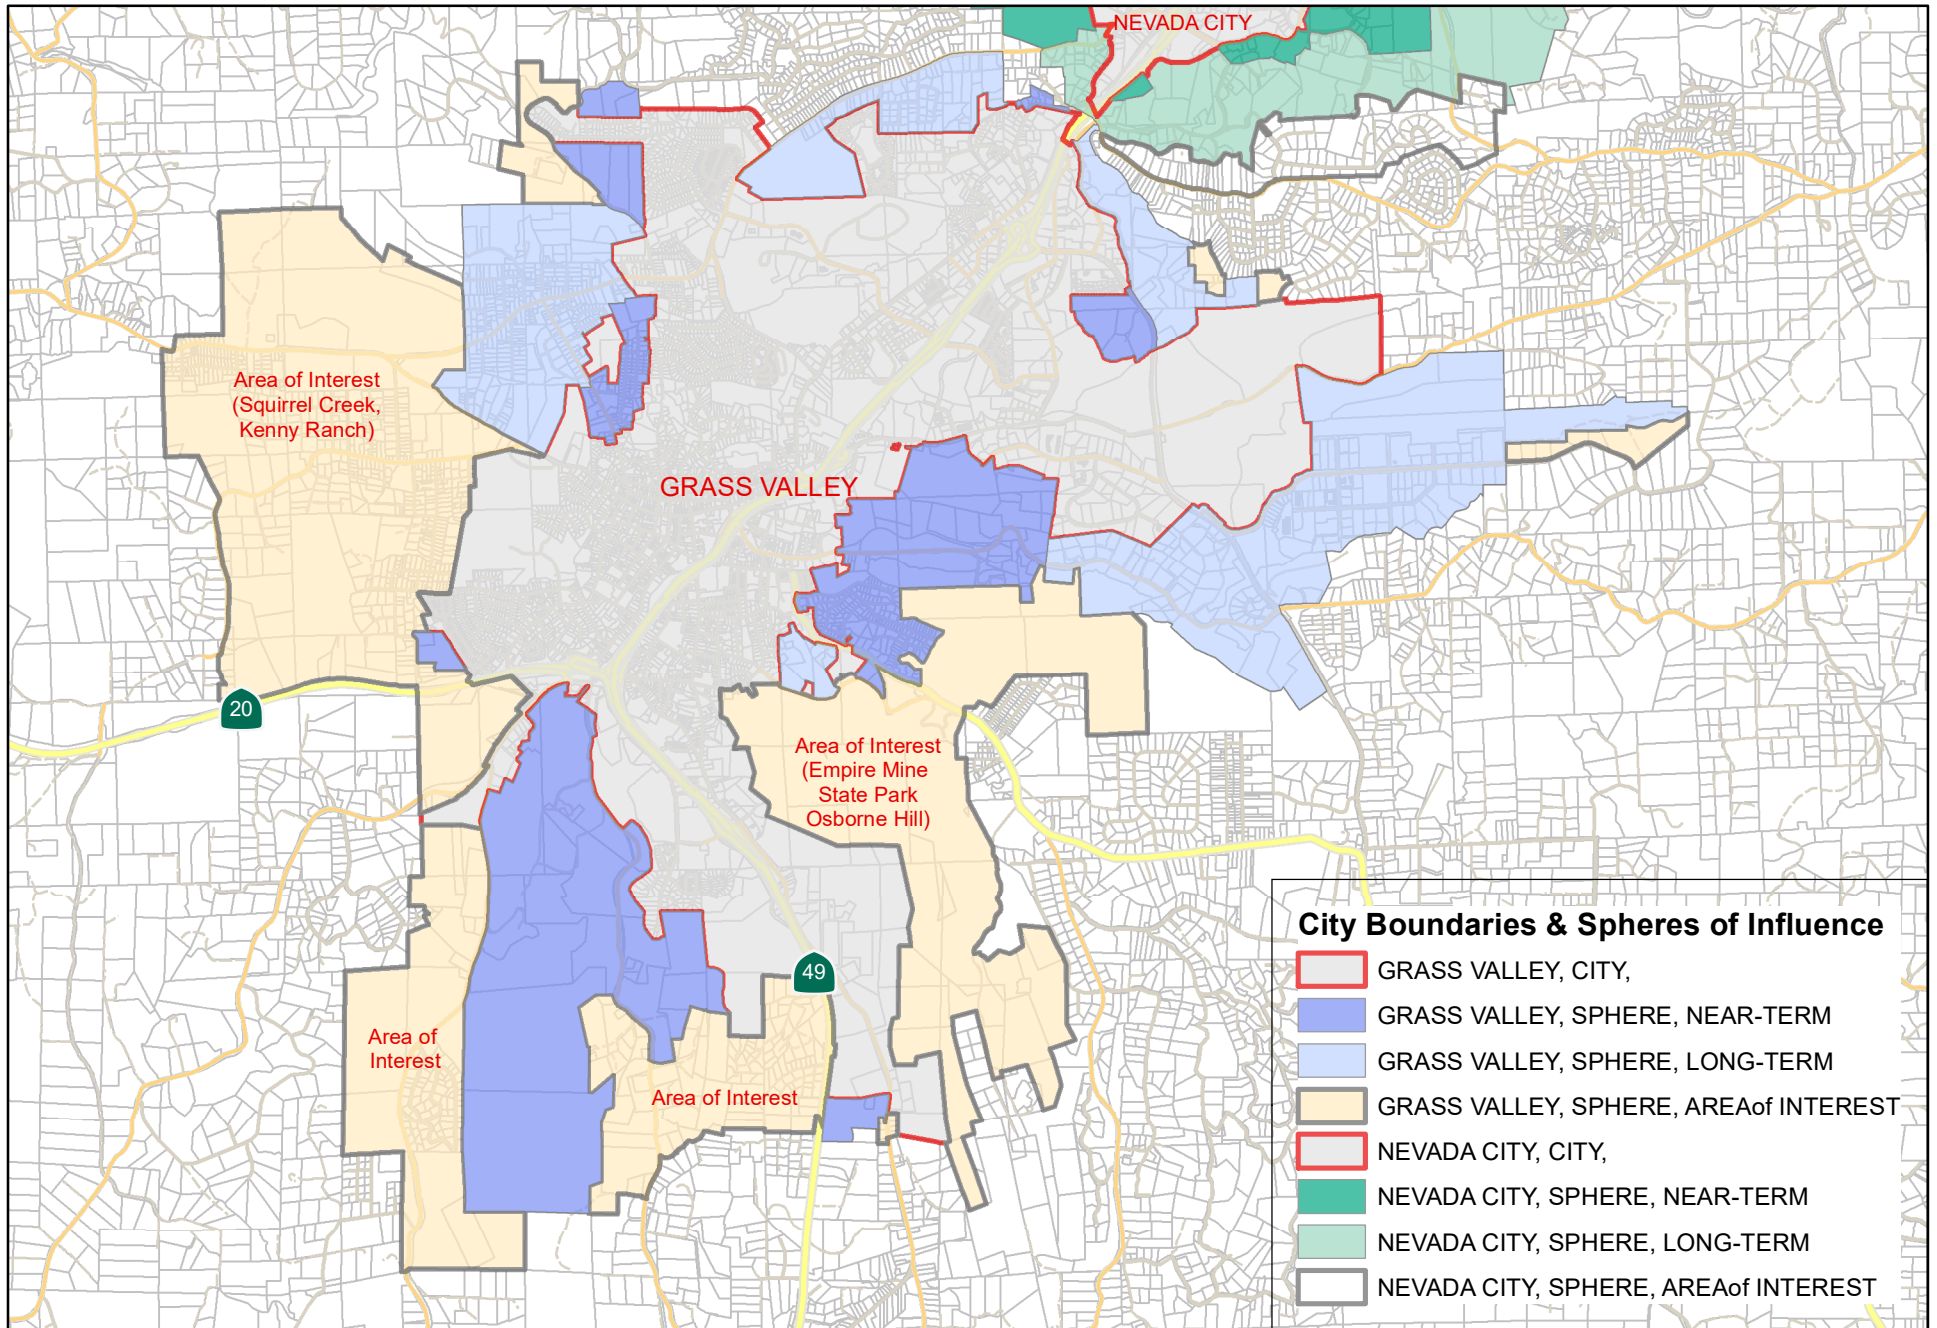 NEVADA CITY
Area of Interest
(Squirrel Creek,
Kenny Ranch)
GRASS VALLEY
20
Area of Interest
(Empire Mine
State Park
Osborne Hill)
49
Area of
Interest
Area of Interest
City Boundaries & Spheres of Influence
GRASS VALLEY, CITY,
GRASS VALLEY, SPHERE, NEAR-TERM
GRASS VALLEY, SPHERE, LONG-TERM
GRASS VALLEY, SPHERE, AREAof INTEREST
NEVADA CITY, CITY,
NEVADA CITY, SPHERE, NEAR-TERM
NEVADA CITY, SPHERE, LONG-TERM
NEVADA CITY, SPHERE, AREAof INTEREST